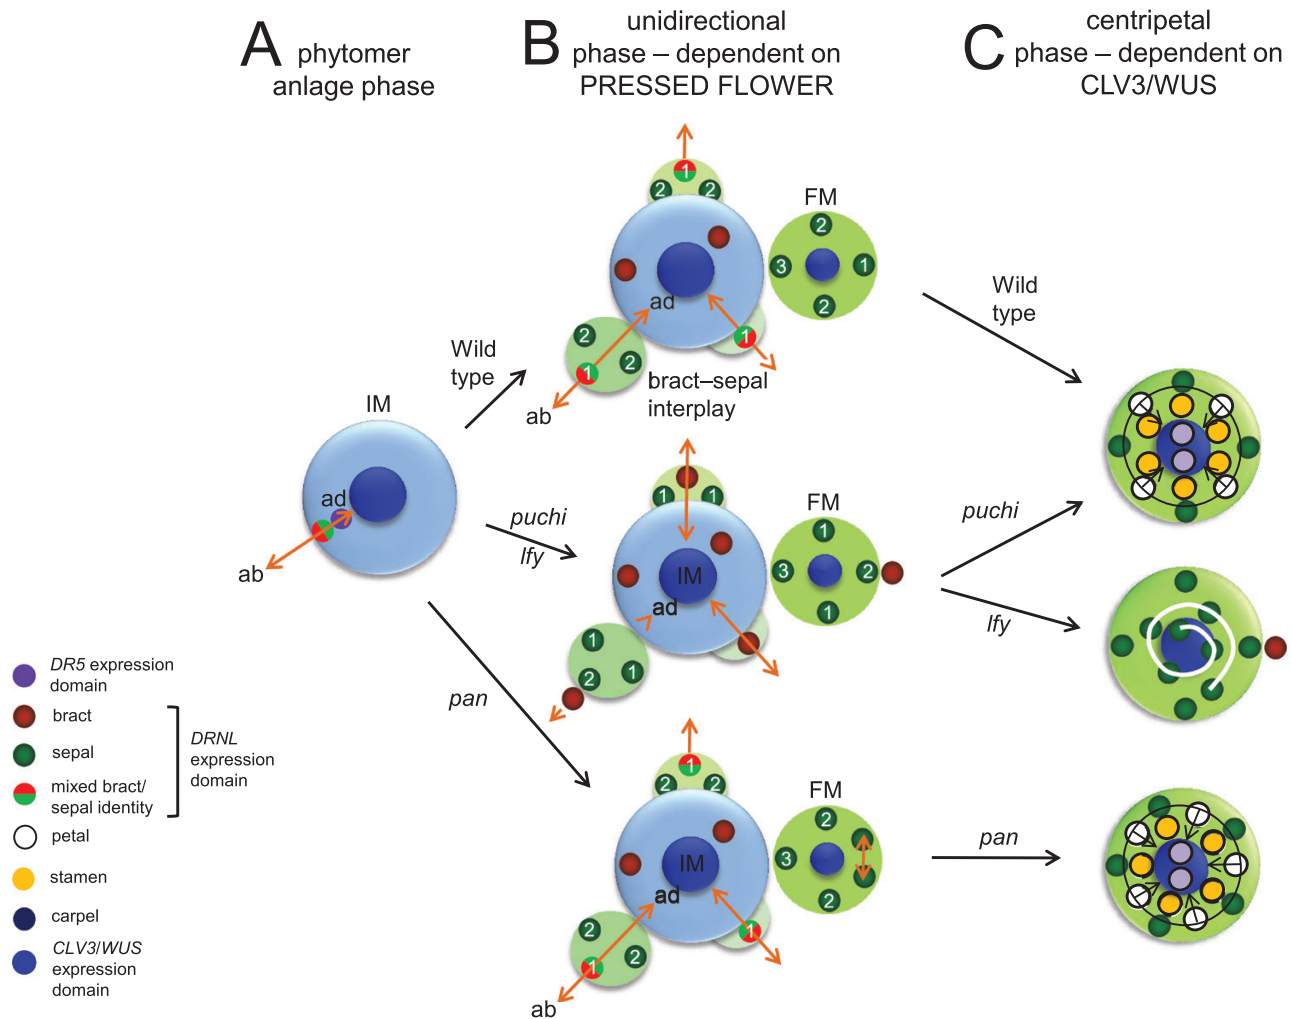 A phytomer
anlage phase
B unidirectional
phase – dependent on
PRESSED FLOWER
C centripetal
phase – dependent on
CLV3/WUS
1
2 2
FM
2
3 1
2
ad
2
1 2
1
ab
bract–sepal
interplay
Wild
type
Wild
type
IM
ad
ab
puchi
lfy
pan
1 1
FM
1
3 2
1
IM
ad
1
2 1
puchi
lfy
1
2 2
FM
2
3
2
IM
ad
2
1 2
1
ab
pan
DR5 expression
domain
bract
sepal
mixed bract/
sepal identity
DRNL
expression
domain
petal
stamen
carpel
CLV3/WUS
expression
domain